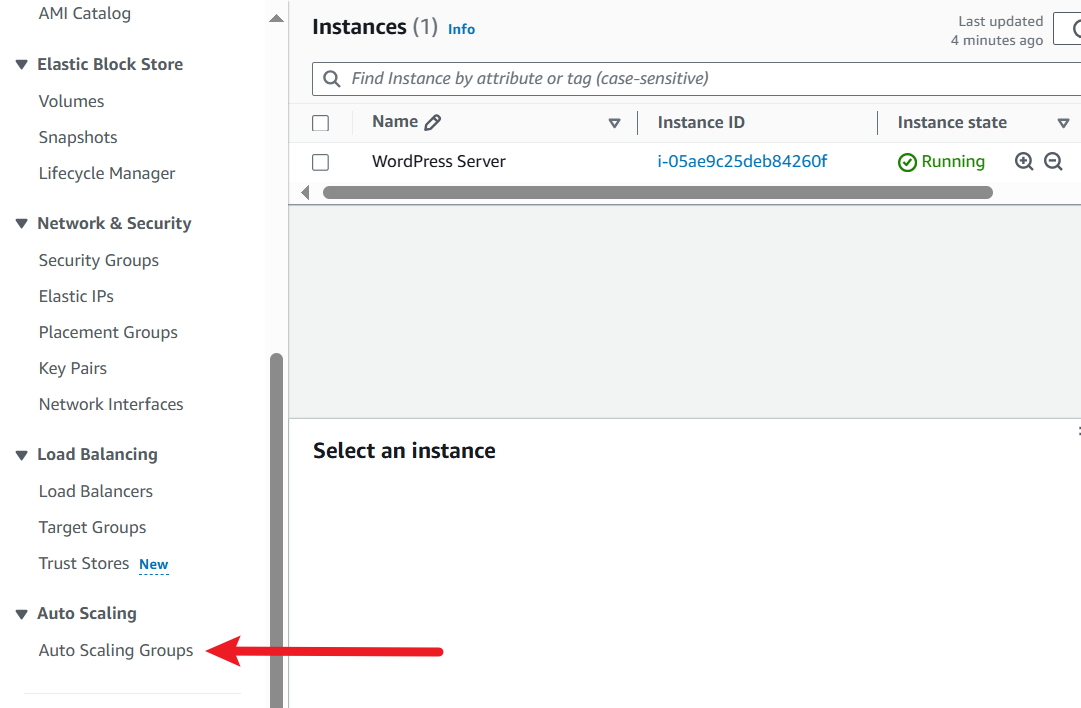 AMI Catalog
Elastic Block Store
Volumes
Snapshots
Lifecycle Manager
Network & Security
Security Groups
Elastic IPs
Placement Groups
Key Pairs
Network Interfaces
Load Balancing
Load Balancers
Target Groups
Trust Stores New
Auto Scaling
Auto Scaling Groups
Instances (1) Info
Last updated
4 minutes ago
Find Instance by attribute or tag (case-sensitive)
Name Instance ID Instance state
WordPress Server i-05ae9c25deb84260f Running
Select an instance